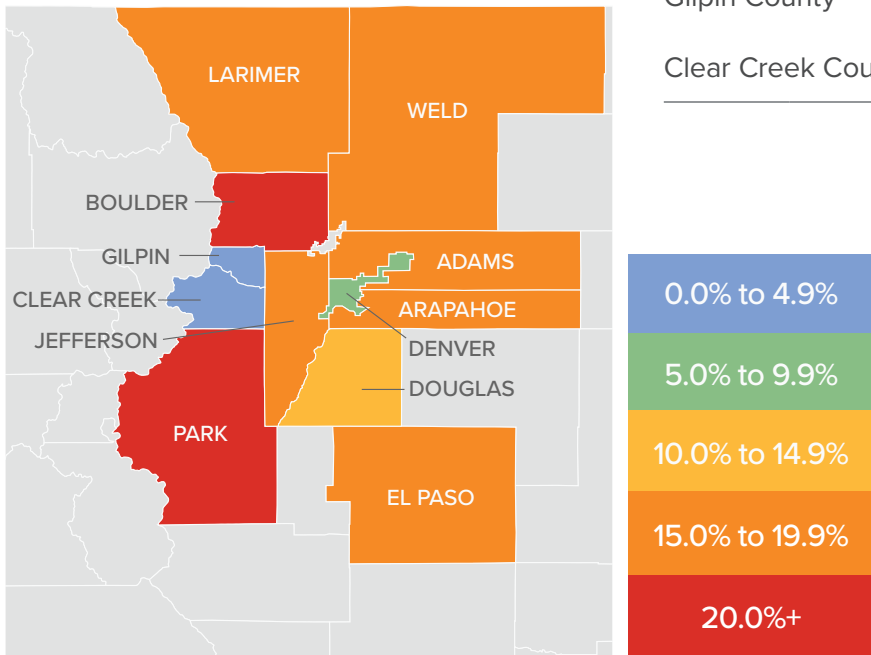 Gilpin County
Clear Creek Cou
LARIMER
WELD
BOULDER
GILPIN
ADAMS
CLEAR CREEK
ARAPAHOE
JEFFERSON
DENVER
DOUGLAS
PARK
EL PASO
0.0% to 4.9%
5.0% to 9.9%
10.0% to 14.9%
15.0% to 19.9%
20.0%+